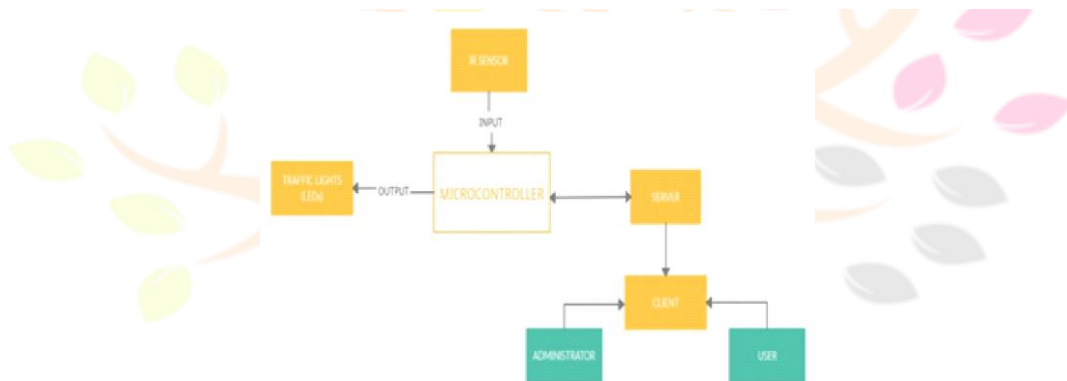 IR SENSOR
INPUT
TRAFFIC LIGHTS
(LEDs)
OUTPUT
MICROCONTROLLER
SERVER
CLIENT
ADMINISTRATOR
USER